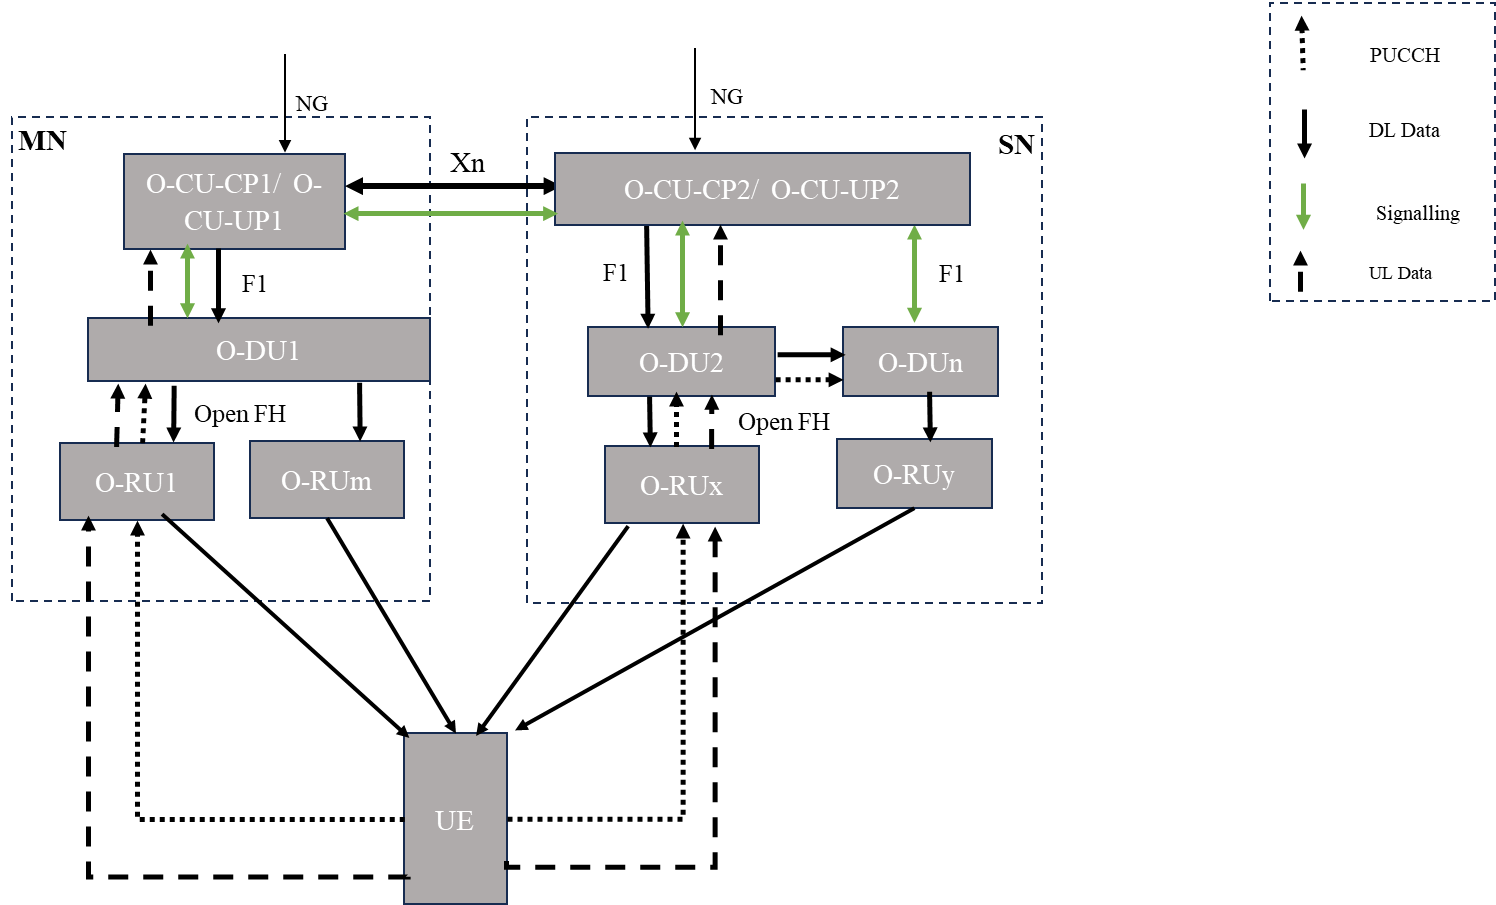 PUCCH
DL Data
Signalling
UL Data
NG
NG
MN
SN
Xn
O-CU-CP1/ O-
CU-UP1
O-CU-CP2/ O-CU-UP2
F1
F1
F1
O-DU1
O-DU2
O-DUn
Open FH
Open FH
O-RU1
O-RUm
O-RUx
O-RUy
UE